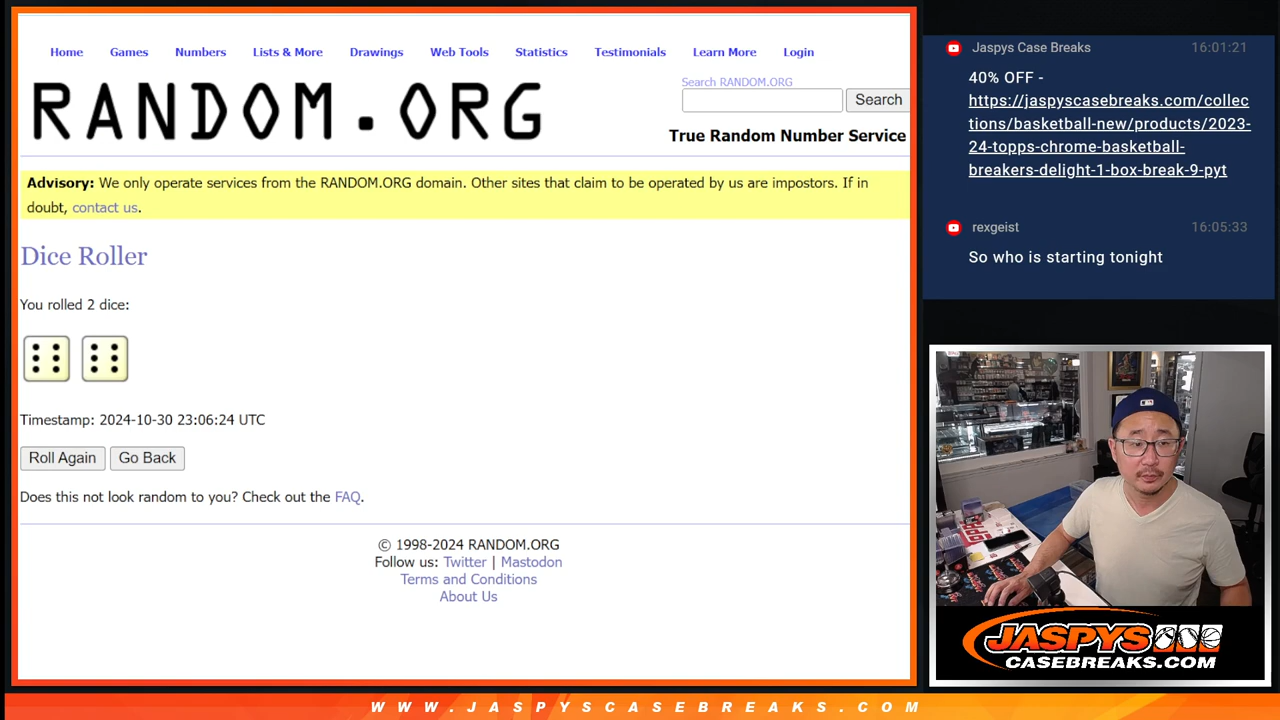 Home Games Numbers Lists & More Drawings Web Tools Statistics Testimonials Learn More Login
RANDOM.ORG
Search RANDOM.ORG
Search
True Random Number Service
Advisory: We only operate services from the RANDOM.ORG domain. Other sites that claim to be operated by us are impostors. If in
doubt, contact us.
Dice Roller
You rolled 2 dice:
Timestamp: 2024-10-30 23:06:24 UTC
Roll Again Go Back
Does this not look random to you? Check out the FAQ.
© 1998-2024 RANDOM.ORG
Follow us: Twitter | Mastodon
Terms and Conditions
About Us
Jaspys Case Breaks 16:01:21
40% OFF -
https://jaspyscasebreaks.com/collec
tions/basketball-new/products/2023-
24-topps-chrome-basketball-
breakers-delight-1-box-break-9-pyt
rexgeist 16:05:33
So who is starting tonight
JASPYS
CASEBREAKS.COM
WWW.JASPYSCASEBREAKS.COM